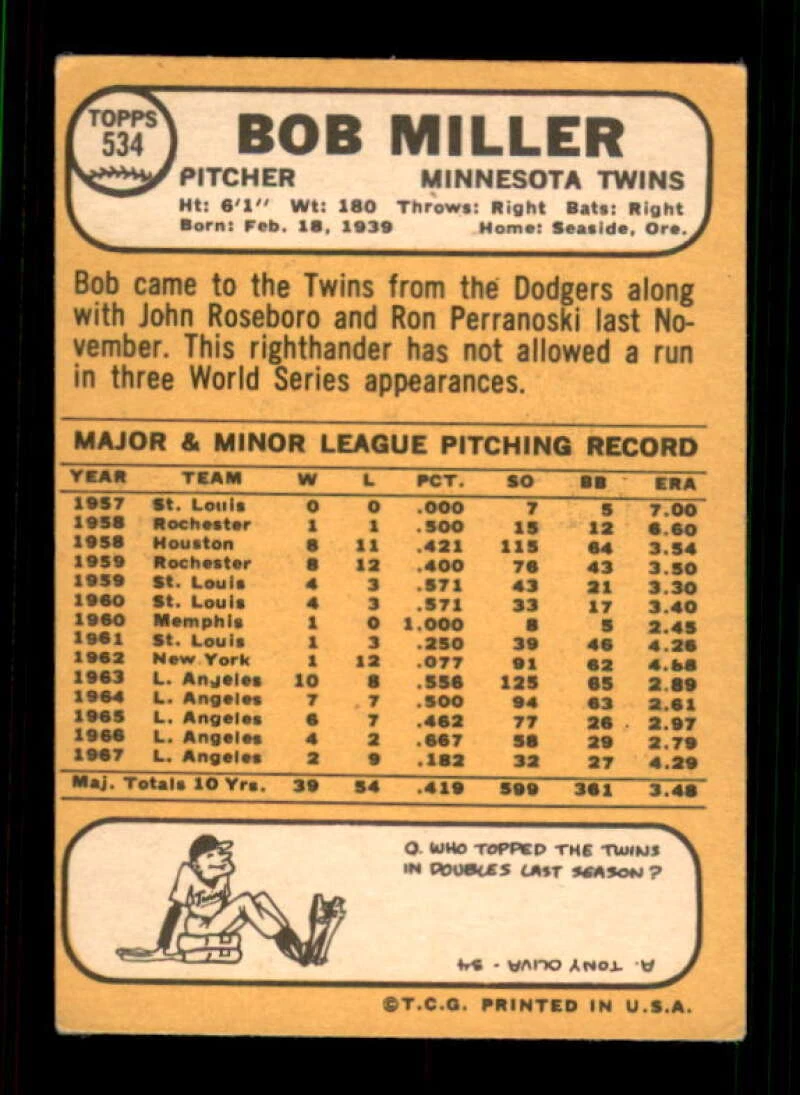 TOPPS
534
BOB MILLER
PITCHER MINNESOTA TWINS
Ht: 6'1" Wt: 180 Throws: Right Bats: Right
Born: Feb. 18, 1939 Home: Seaside, Ore.
Bob came to the Twins from the Dodgers along
with John Roseboro and Ron Perranoski last No-
vember. This righthander has not allowed a run
in three World Series appearances.
MAJOR & MINOR LEAGUE PITCHING RECORD
YEAR TEAM W L PCT. SO BB ERA
1957 St. Louis 0 0 .000 7 5 7.00
1958 Rochester 1 1 .500 15 12 6.60
1958 Houston 8 11 .421 115 64 3.54
1959 Rochester 8 12 .400 76 43 3.50
1959 St. Louis 4 3 .571 43 21 3.30
1960 St. Louis 4 3 .571 33 17 3.40
1960 Memphis 1 0 1.000 8 5 2.45
1961 St. Louis 1 3 .250 39 46 4.26
1962 New York 1 12 .077 91 62 4.68
1963 L. Angeles 10 8 .556 125 65 2.89
1964 L. Angeles 7 7 .500 94 63 2.61
1965 L. Angeles 6 7 .462 77 26 2.97
1966 L. Angeles 4 2 .667 58 29 2.79
1967 L. Angeles 2 9 .182 32 27 4.29
Maj. Totals 10 Yrs. 39 54 .419 599 361 3.48
Twins
Q. WHO TOPPED THE TWINS
IN DOUBLES LAST SEASON?
A. TONY OLIVA - 34
©T.C.G. PRINTED IN U.S.A.